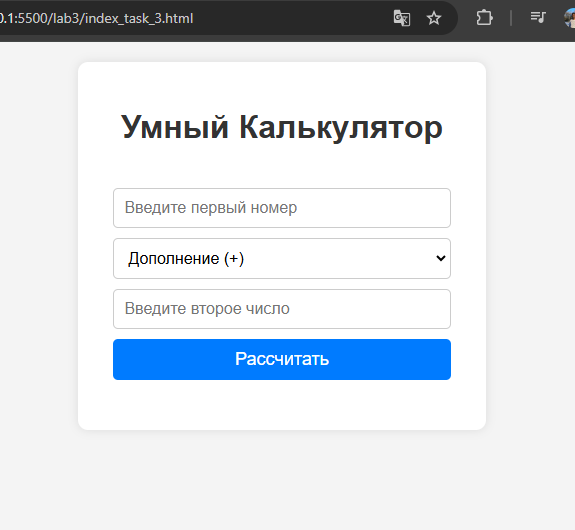 0.1:5500/lab3/index_task_3.html
Умный Калькулятор
Введите первый номер
Дополнение (+)
Введите второе число
Рассчитать